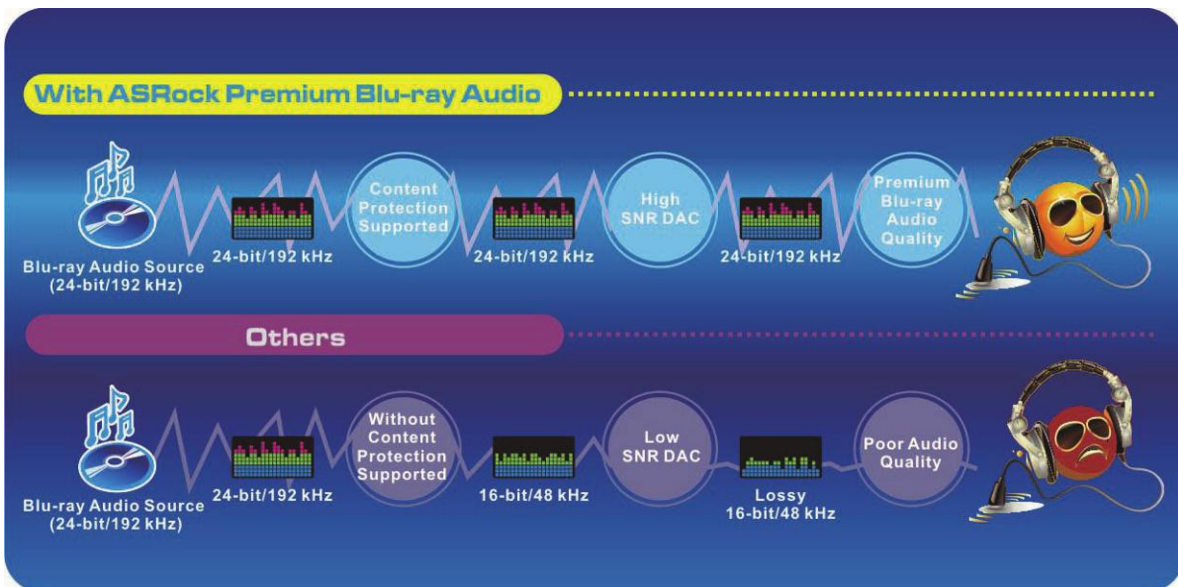 With ASRock Premium Blu-ray Audio
Content
Protection
Supported
High
SNR DAC
Premium
Blu-ray
Audio
Quality
24-bit/192 kHz
24-bit/192 kHz
24-bit/192 kHz
Blu-ray Audio Source
(24-bit/192 kHz)
Others
Without
Content
Protection
Supported
Low
SNR DAC
Poor Audio
Quality
24-bit/192 kHz
16-bit/48 kHz
Lossy
16-bit/48 kHz
Blu-ray Audio Source
(24-bit/192 kHz)